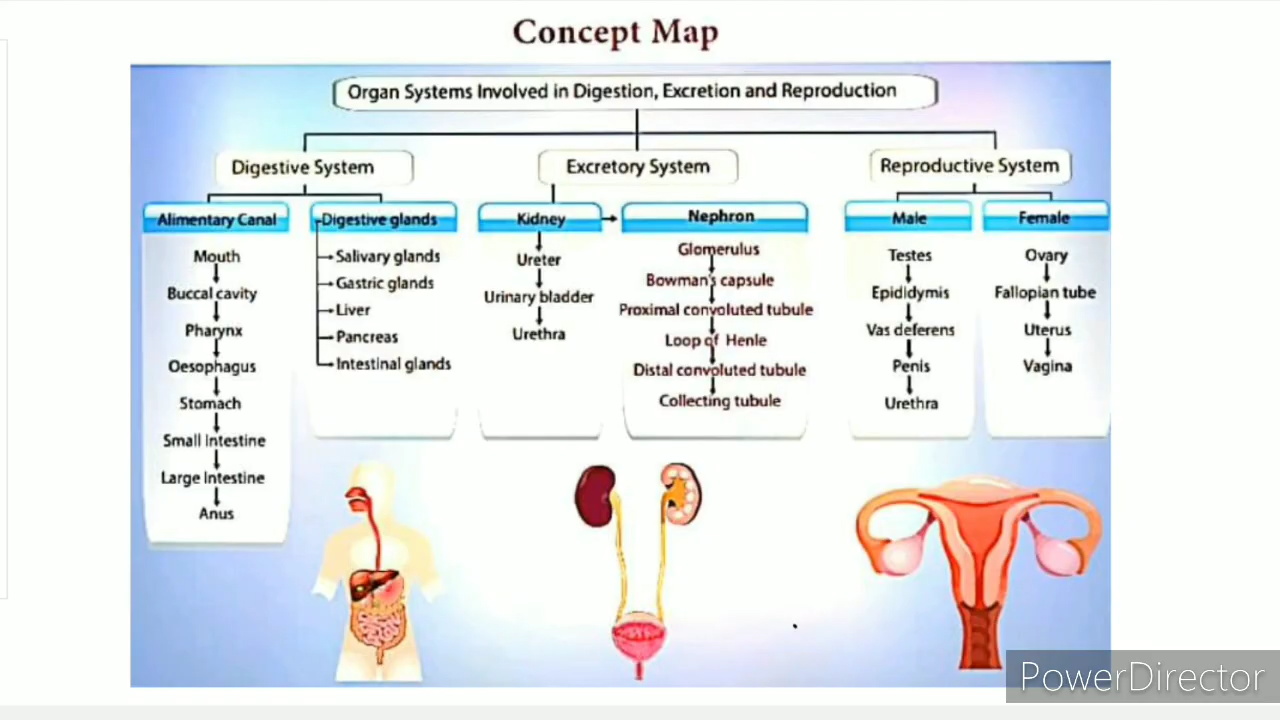 Concept Map
Organ Systems Involved in Digestion, Excretion and Reproduction
Digestive System
Excretory System
Reproductive System
Alimentary Canal
Mouth
Buccal cavity
Pharynx
Oesophagus
Stomach
Small Intestine
Large Intestine
Anus
Digestive glands
Salivary glands
Gastric glands
Liver
Pancreas
Intestinal glands
Kidney
Ureter
Urinary bladder
Urethra
Nephron
Glomerulus
Bowman's capsule
Proximal convoluted tubule
Loop of Henle
Distal convoluted tubule
Collecting tubule
Male
Testes
Epididymis
Vas deferens
Penis
Urethra
Female
Ovary
Fallopian tube
Uterus
Vagina
PowerDirector